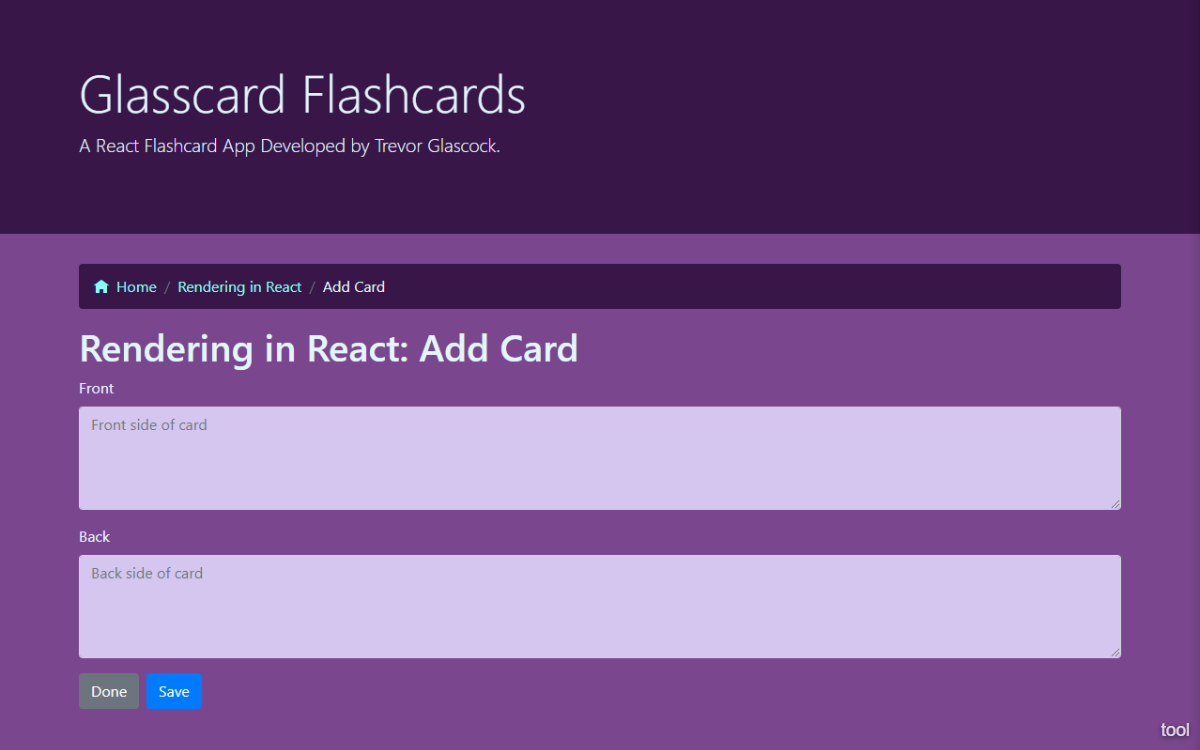 Glasscard Flashcards
A React Flashcard App Developed by Trevor Glascock.
Home / Rendering in React / Add Card
Rendering in React: Add Card
Front
Front side of card
Back
Back side of card
Done Save
tool